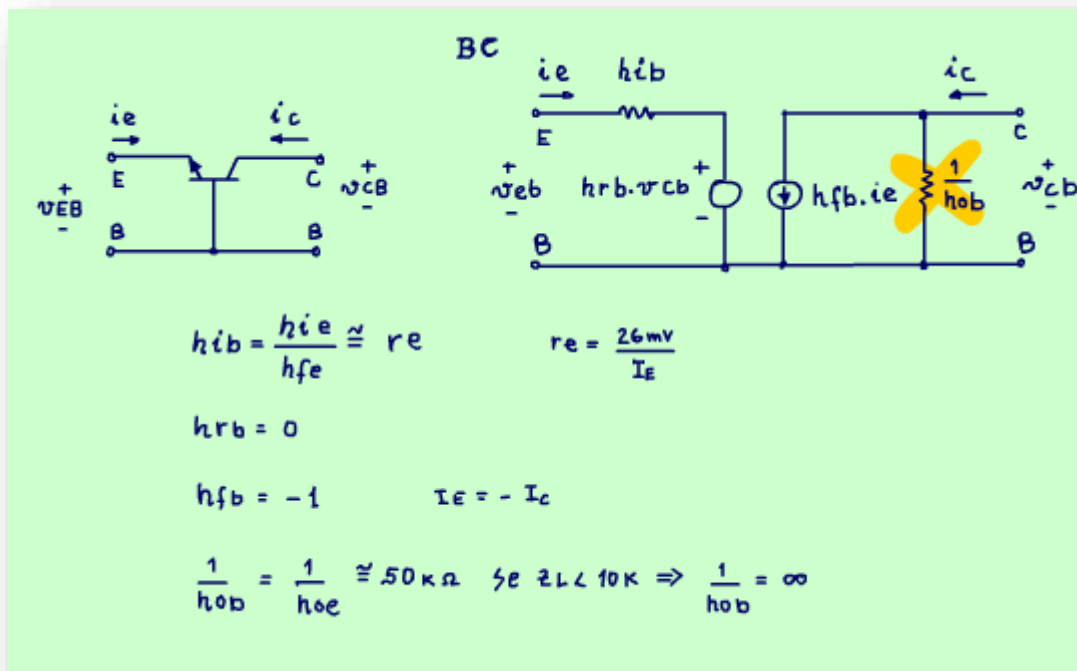 BC
ie ic
E C
+ vEB - + vCB -
B B
ie hib ic
E C
+ veb - hrb.vcb + - hfb.ie 1/hob + vcb -
B B
hib = hie/hfe ≅ re re = 26mV/IE
hrb = 0
hfb = -1 IE = - Ic
1/hob = 1/hoe ≅ 50KΩ se ZL < 10K ⇒ 1/hob = ∞